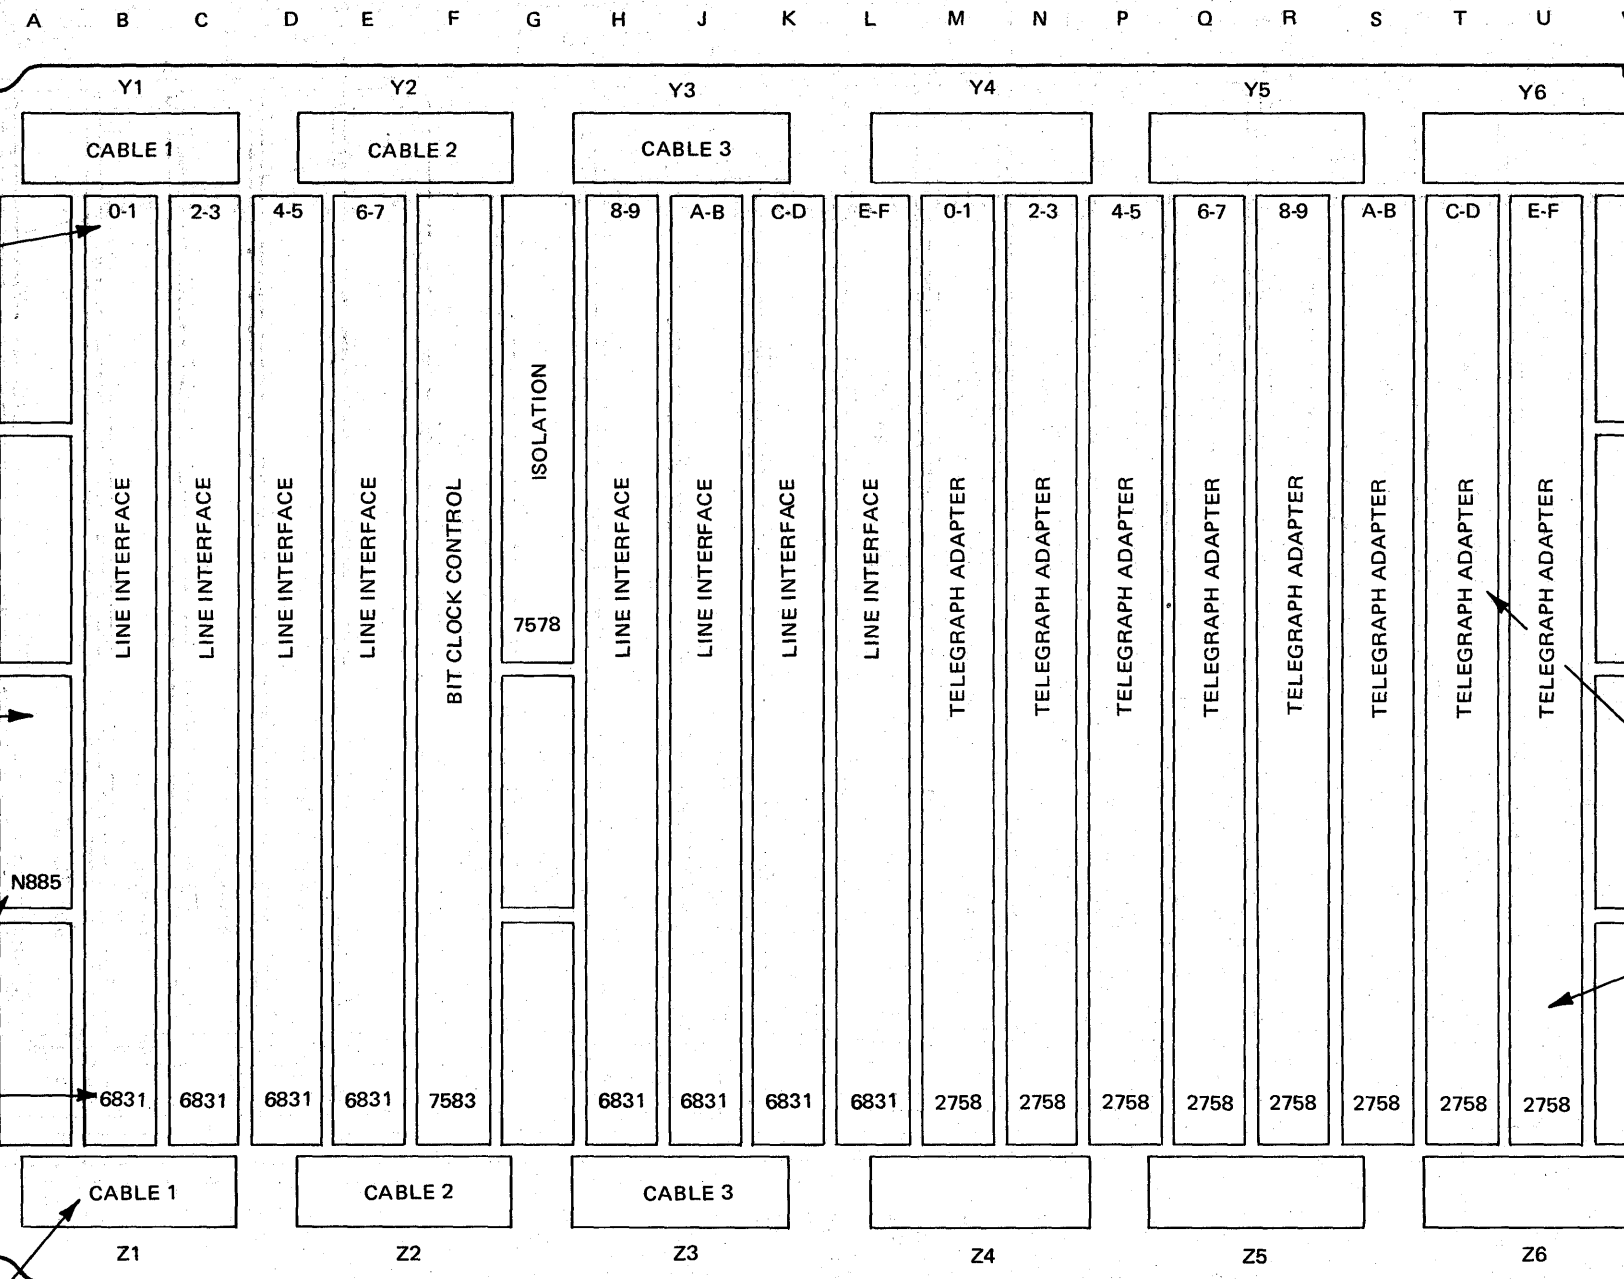 A B C D E F G H J K L M N P Q R S T U
Y1 Y2 Y3 Y4 Y5 Y6
CABLE 1 CABLE 2 CABLE 3
0-1 2-3 4-5 6-7 8-9 A-B C-D E-F 0-1 2-3 4-5 6-7 8-9 A-B C-D E-F
LINE INTERFACE
LINE INTERFACE
LINE INTERFACE
LINE INTERFACE
BIT CLOCK CONTROL
ISOLATION
7578
LINE INTERFACE
LINE INTERFACE
LINE INTERFACE
LINE INTERFACE
TELEGRAPH ADAPTER
TELEGRAPH ADAPTER
TELEGRAPH ADAPTER
TELEGRAPH ADAPTER
TELEGRAPH ADAPTER
TELEGRAPH ADAPTER
TELEGRAPH ADAPTER
TELEGRAPH ADAPTER
N885
6831 6831 6831 6831 7583 6831 6831 6831 6831 2758 2758 2758 2758 2758 2758 2758 2758
CABLE 1 CABLE 2 CABLE 3
Z1 Z2 Z3 Z4 Z5 Z6